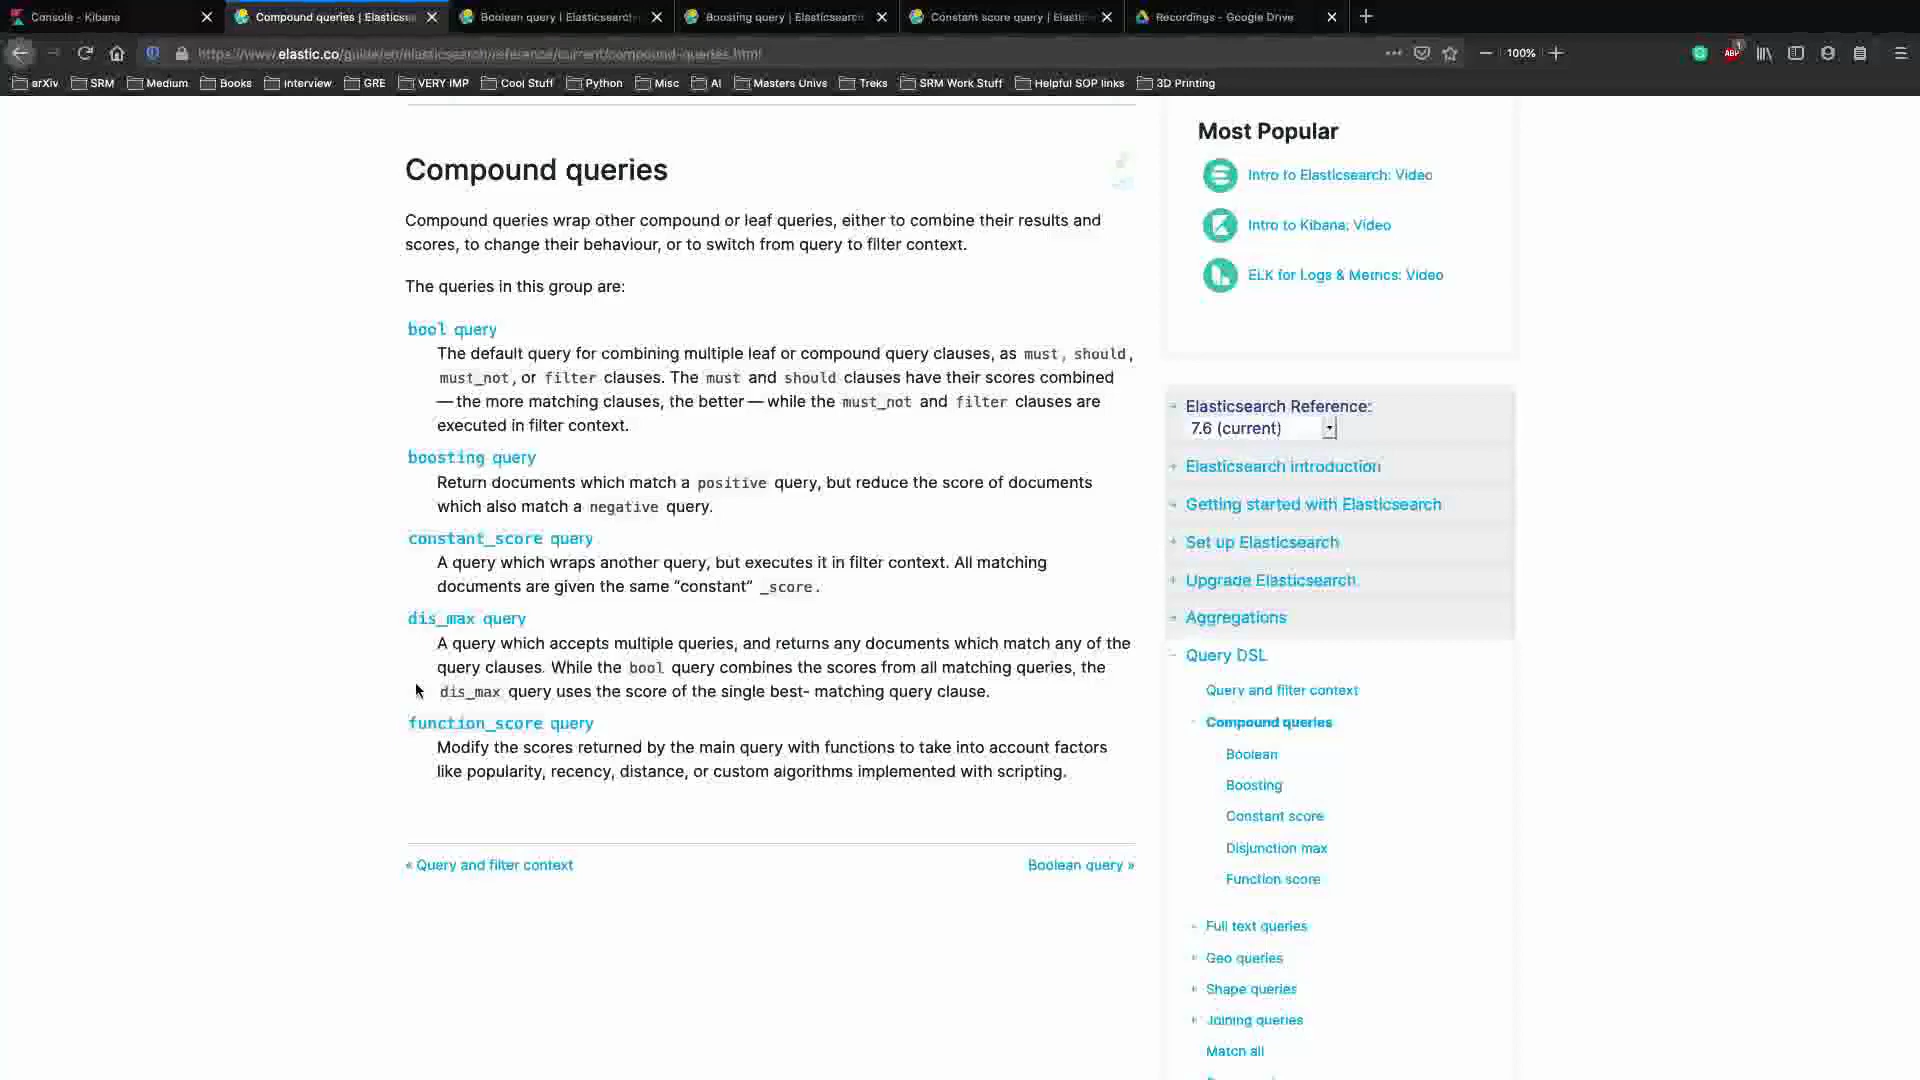 Console - Kibana
Compound queries | Elasticse
Boolean query | Elasticsearch
Boosting query | Elasticsearch
Constant score query | Elastic
Recordings - Google Drive
https://www.elastic.co/guide/en/elasticsearch/reference/current/compound-queries.html
100%
arXiv
SRM
Medium
Books
interview
GRE
VERY IMP
Cool Stuff
Python
Misc
AI
Masters Univs
Treks
SRM Work Stuff
Helpful SOP links
3D Printing
Compound queries
Compound queries wrap other compound or leaf queries, either to combine their results and
scores, to change their behaviour, or to switch from query to filter context.
The queries in this group are:
bool query
The default query for combining multiple leaf or compound query clauses, as must, should,
must_not, or filter clauses. The must and should clauses have their scores combined
— the more matching clauses, the better — while the must_not and filter clauses are
executed in filter context.
boosting query
Return documents which match a positive query, but reduce the score of documents
which also match a negative query.
constant_score query
A query which wraps another query, but executes it in filter context. All matching
documents are given the same “constant” _score.
dis_max query
A query which accepts multiple queries, and returns any documents which match any of the
query clauses. While the bool query combines the scores from all matching queries, the
dis_max query uses the score of the single best- matching query clause.
function_score query
Modify the scores returned by the main query with functions to take into account factors
like popularity, recency, distance, or custom algorithms implemented with scripting.
« Query and filter context
Boolean query »
Most Popular
Intro to Elasticsearch: Video
Intro to Kibana: Video
ELK for Logs & Metrics: Video
Elasticsearch Reference:
7.6 (current)
Elasticsearch introduction
Getting started with Elasticsearch
Set up Elasticsearch
Upgrade Elasticsearch
Aggregations
Query DSL
Query and filter context
Compound queries
Boolean
Boosting
Constant score
Disjunction max
Function score
Full text queries
Geo queries
Shape queries
Joining queries
Match all